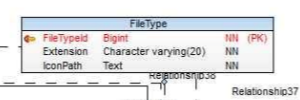 FileType
FileTypeId Bigint NN (PK)
Extension Character varying(20) NN
IconPath Text NN
Relationship38
Relationship37